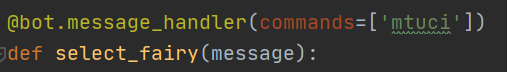 @bot.message_handler(commands=['mtuci'])
def select_fairy(message):